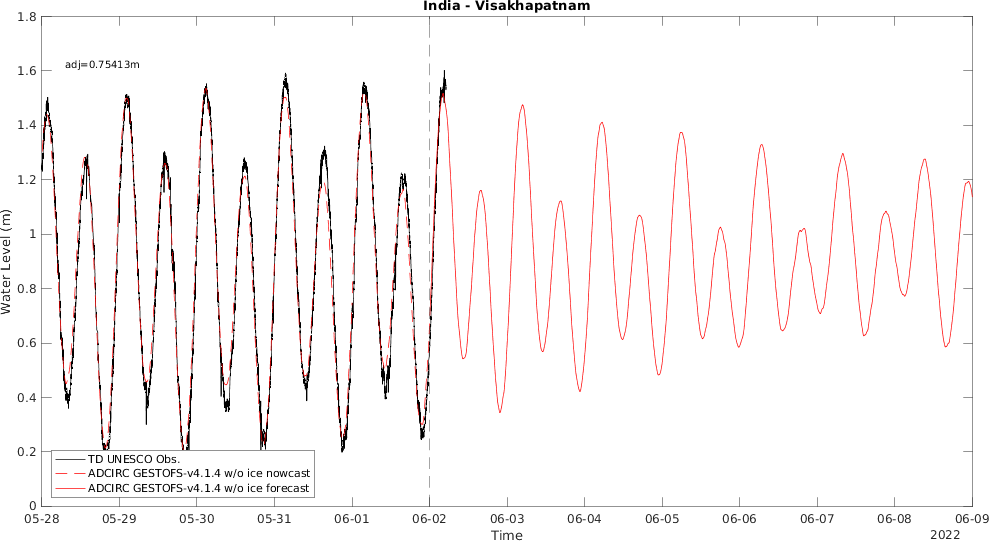 India - Visakhapatnam
1.8
1.6
1.4
1.2
1
0.8
0.6
0.4
0.2
0
Water Level (m)
adj=0.75413m
TD UNESCO Obs.
ADCIRC GESTOFS-v4.1.4 w/o ice nowcast
ADCIRC GESTOFS-v4.1.4 w/o ice forecast
05-28 05-29 05-30 05-31 06-01 06-02 06-03 06-04 06-05 06-06 06-07 06-08 06-09
Time
2022